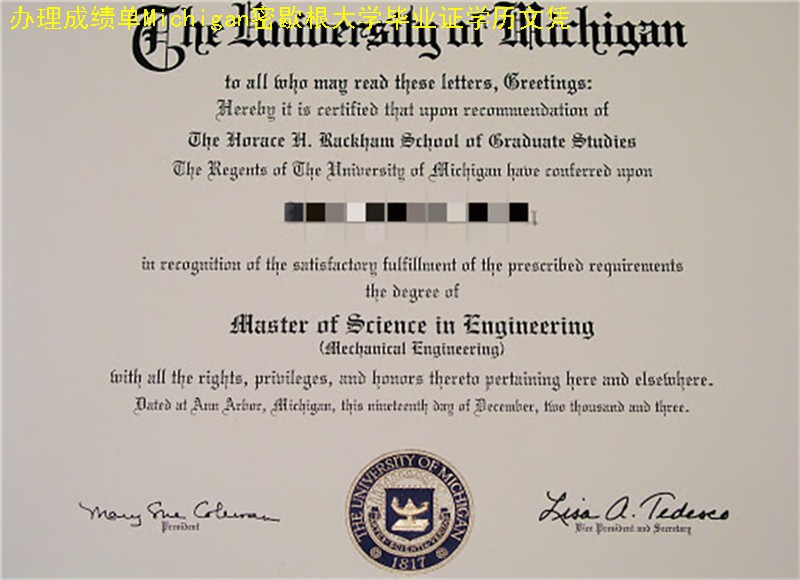 办理成绩单Michigan密歇根大学毕业证学历文凭
The University of Michigan
to all who may read these letters, Greetings:
Hereby it is certified that upon recommendation of
The Horace H. Rackham School of Graduate Studies
The Regents of The University of Michigan have conferred upon
in recognition of the satisfactory fulfillment of the prescribed requirements
the degree of
Master of Science in Engineering
(Mechanical Engineering)
with all the rights, privileges, and honors thereto pertaining here and elsewhere.
Dated at Ann Arbor, Michigan, this nineteenth day of December, two thousand and three.
Mary Sue Coleman
President
THE UNIVERSITY OF MICHIGAN
1817
Lisa A. Tedesco
Vice President and Secretary